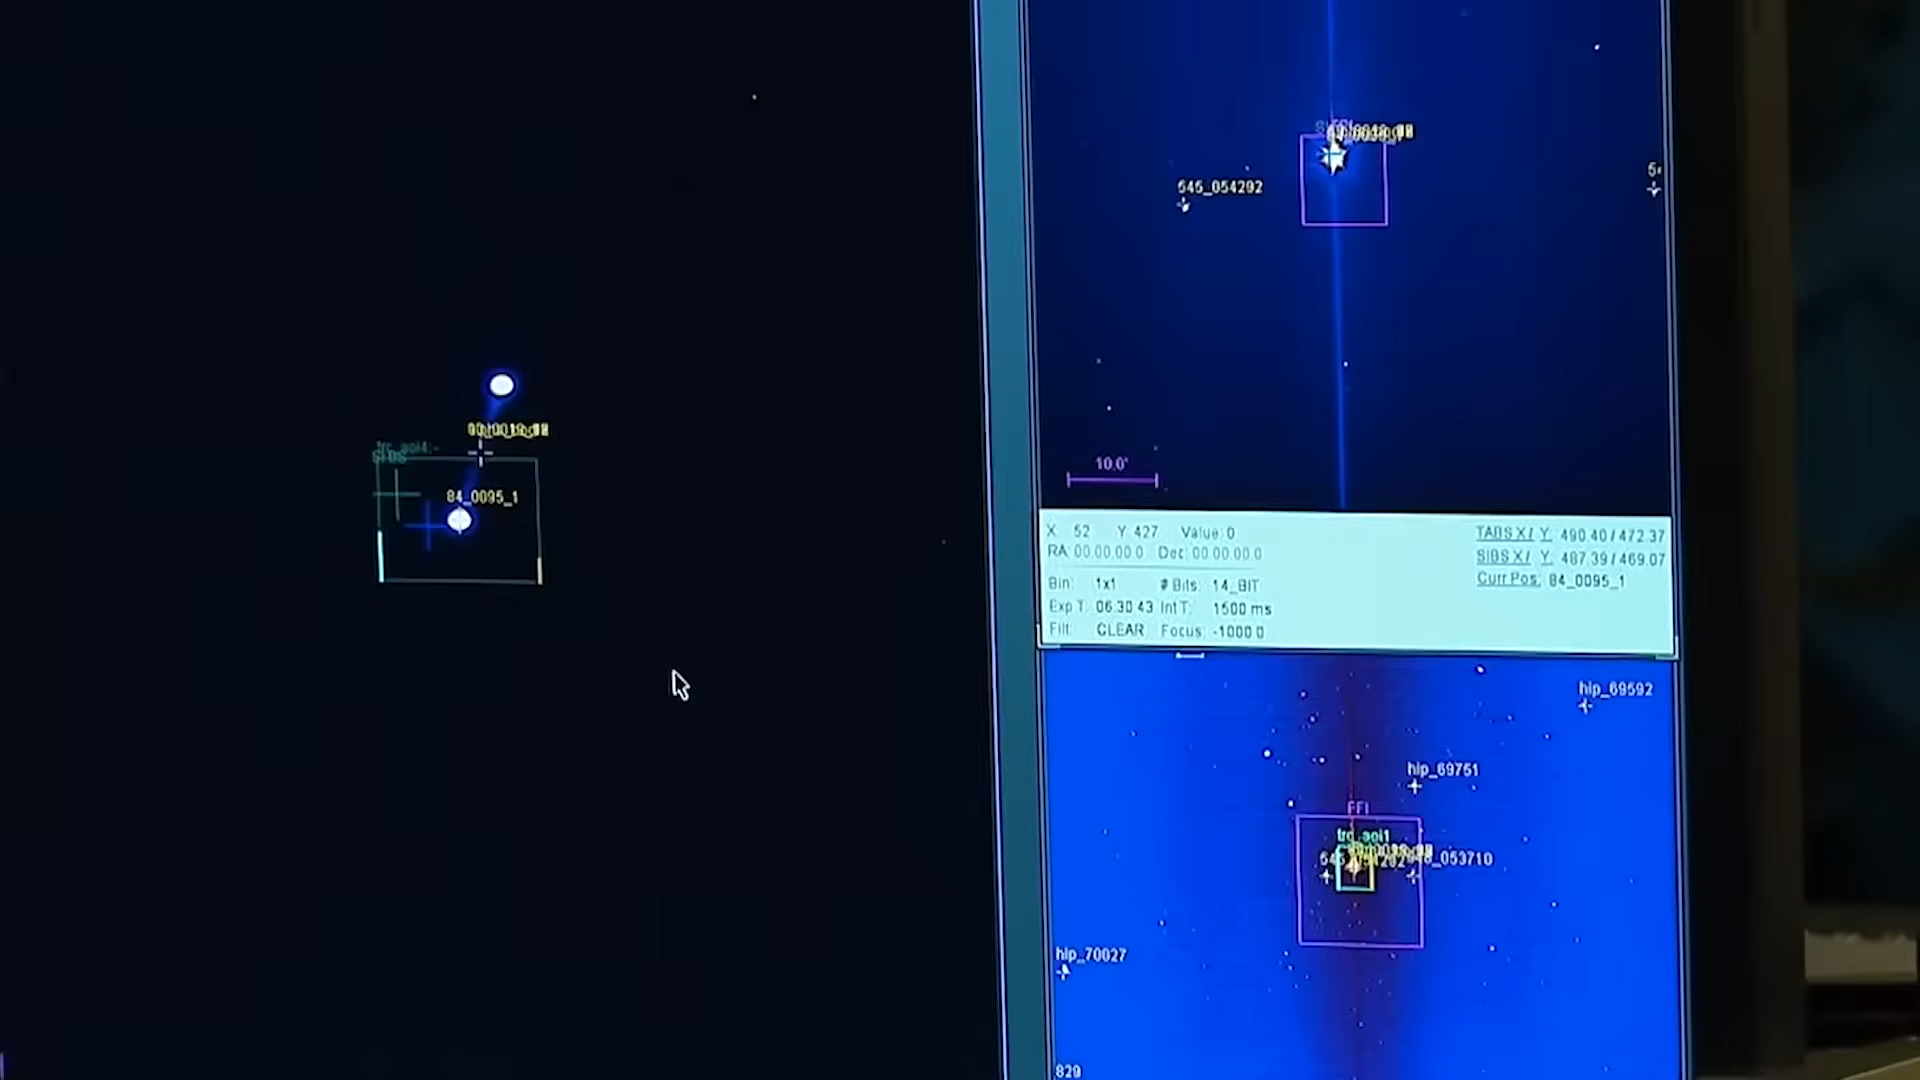 trc_aoi4:-
SIBS
84_0095_1
545_054292
10.0'
X: 52 Y: 427 Value: 0
RA: 00.00.00.0 Dec: 00.00.00.0
Bin: 1x1 # Bits: 14_BIT
Exp T: 06:30 43 Int T: 1500 ms
Filt: CLEAR Focus: -1000.0
TABS X / Y: 490.40 / 472.37
SIBS X / Y: 487.39 / 469.07
Curr Pos: 84_0095_1
hip_69592
hip_69751
FFI
trc_aoi1
hip_70027
829